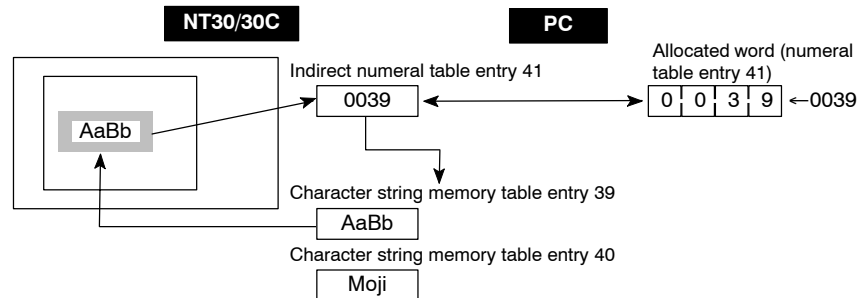 NT30/30C
PC
Indirect numeral table entry 41
Allocated word (numeral
table entry 41)
0039
0 0 3 9
←0039
AaBb
Character string memory table entry 39
AaBb
Character string memory table entry 40
Moji